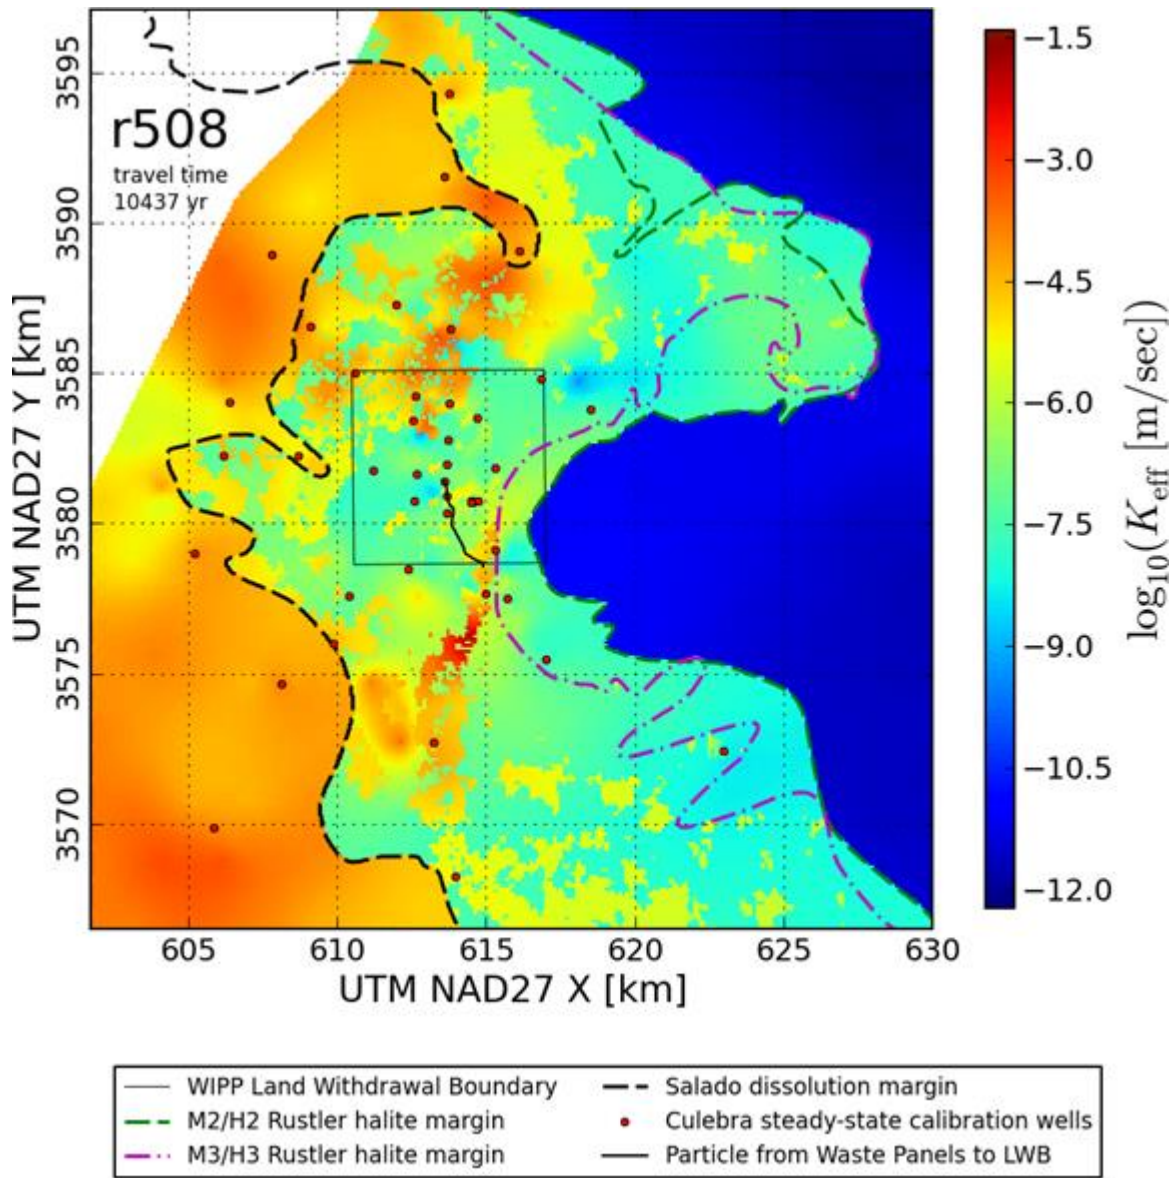 r508
travel time
10437 yr
3595
3590
3585
3580
3575
3570
UTM NAD27 Y [km]
605 610 615 620 625 630
UTM NAD27 X [km]
−1.5
−3.0
−4.5
−6.0
−7.5
−9.0
−10.5
−12.0
log₁₀(K_eff [m/sec])
WIPP Land Withdrawal Boundary
M2/H2 Rustler halite margin
M3/H3 Rustler halite margin
Salado dissolution margin
Culebra steady-state calibration wells
Particle from Waste Panels to LWB